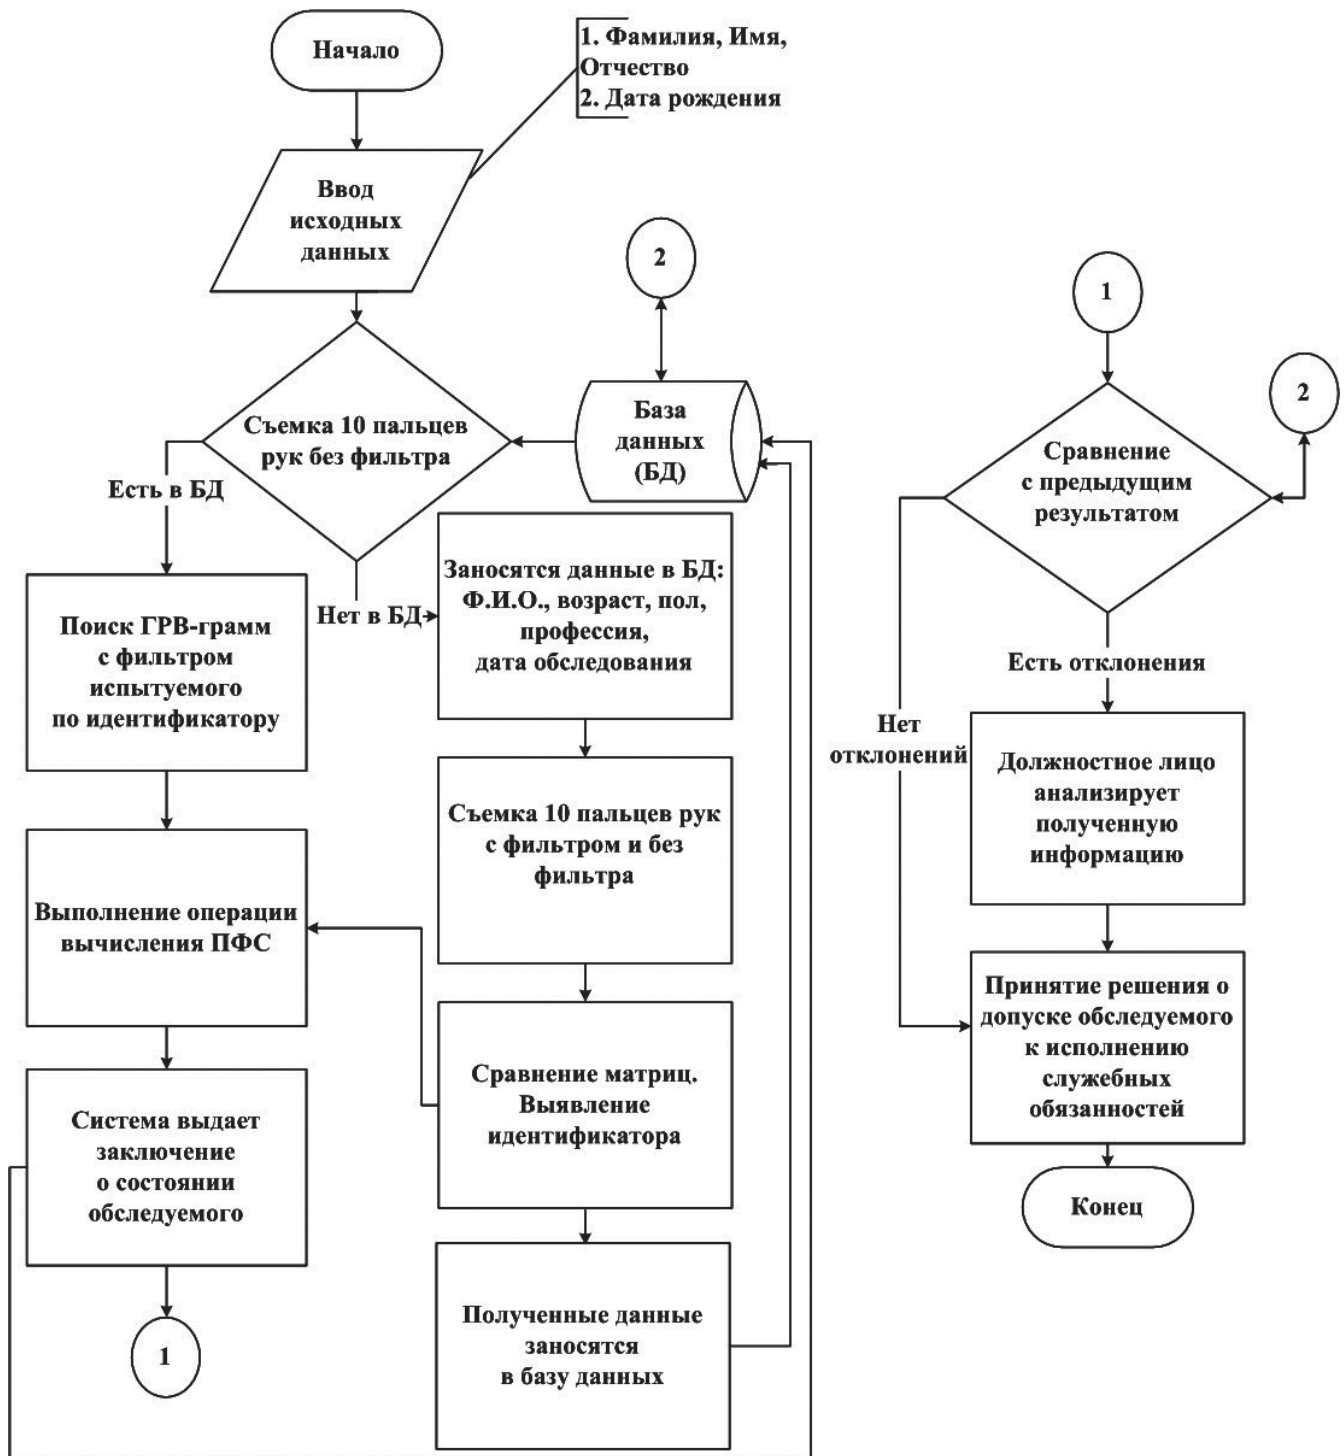 Начало
1. Фамилия, Имя,
Отчество
2. Дата рождения
Ввод
исходных
данных
2
Съемка 10 пальцев
рук без фильтра
База
данных
(БД)
Есть в БД
Нет в БД
Заносятся данные в БД:
Ф.И.О., возраст, пол,
профессия,
дата обследования
Поиск ГРВ-грамм
с фильтром
испытуемого
по идентификатору
Съемка 10 пальцев рук
с фильтром и без
фильтра
Выполнение операции
вычисления ПФС
Сравнение матриц.
Выявление
идентификатора
Система выдает
заключение
о состоянии
обследуемого
1
Полученные данные
заносятся
в базу данных
1
2
Сравнение
с предыдущим
результатом
Есть отклонения
Нет
отклонений
Должностное лицо
анализирует
полученную
информацию
Принятие решения о
допуске обследуемого
к исполнению
служебных
обязанностей
Конец